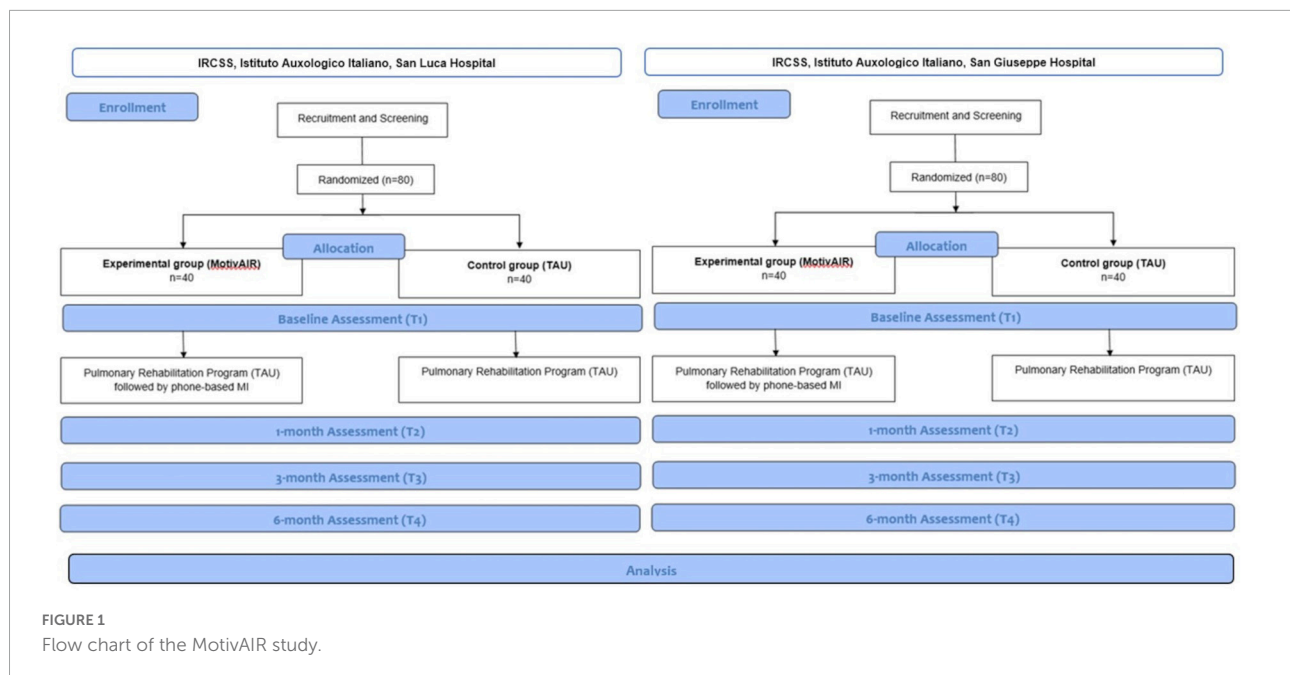 IRCSS, Istituto Auxologico Italiano, San Luca Hospital
Enrollment
Recruitment and Screening
Randomized (n=80)
Allocation
Experimental group (MotivAIR)
n=40
Control group (TAU)
n=40
Baseline Assessment (T1)
Pulmonary Rehabilitation Program (TAU)
followed by phone-based MI
Pulmonary Rehabilitation Program (TAU)
1-month Assessment (T2)
3-month Assessment (T3)
6-month Assessment (T4)
IRCSS, Istituto Auxologico Italiano, San Giuseppe Hospital
Enrollment
Recruitment and Screening
Randomized (n=80)
Allocation
Experimental group (MotivAIR)
n=40
Control group (TAU)
n=40
Baseline Assessment (T1)
Pulmonary Rehabilitation Program (TAU)
followed by phone-based MI
Pulmonary Rehabilitation Program (TAU)
1-month Assessment (T2)
3-month Assessment (T3)
6-month Assessment (T4)
Analysis
FIGURE 1
Flow chart of the MotivAIR study.